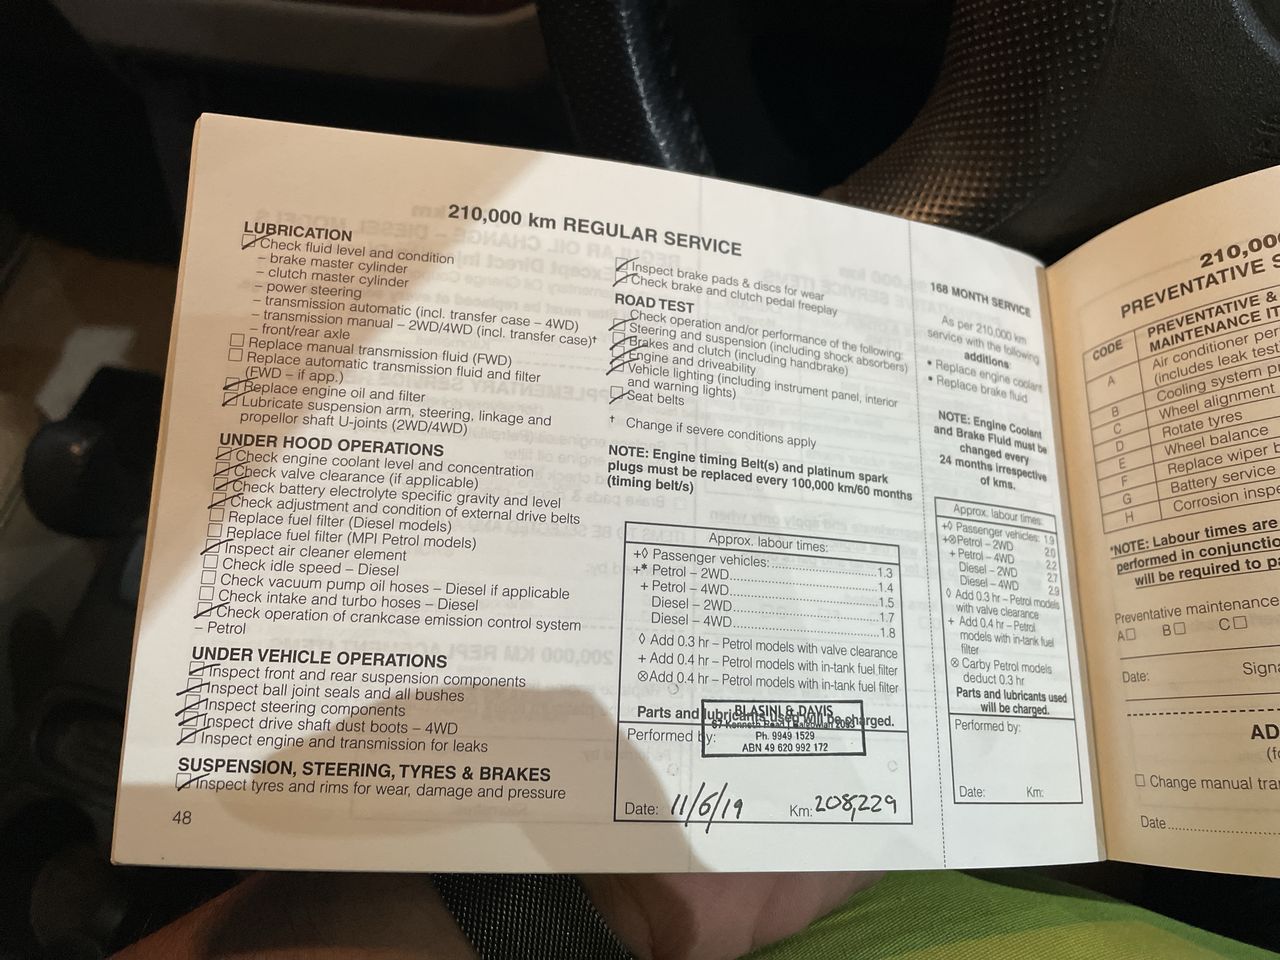 210,000 km REGULAR SERVICE
LUBRICATION
Check fluid level and condition
– brake master cylinder
– clutch master cylinder
– power steering
– transmission automatic (incl. transfer case – 4WD)
– transmission manual – 2WD/4WD (incl. transfer case)†
– front/rear axle
Replace manual transmission fluid (FWD)
Replace automatic transmission fluid and filter
(FWD – if app.)
Replace engine oil and filter
Lubricate suspension arm, steering, linkage and
propellor shaft U-joints (2WD/4WD)
UNDER HOOD OPERATIONS
Check engine coolant level and concentration
Check valve clearance (if applicable)
Check battery electrolyte specific gravity and level
Check adjustment and condition of external drive belts
Replace fuel filter (Diesel models)
Replace fuel filter (MPI Petrol models)
Inspect air cleaner element
Check idle speed – Diesel
Check vacuum pump oil hoses – Diesel if applicable
Check intake and turbo hoses – Diesel
Check operation of crankcase emission control system
– Petrol
UNDER VEHICLE OPERATIONS
Inspect front and rear suspension components
Inspect ball joint seals and all bushes
Inspect steering components
Inspect drive shaft dust boots – 4WD
Inspect engine and transmission for leaks
SUSPENSION, STEERING, TYRES & BRAKES
Inspect tyres and rims for wear, damage and pressure
48
Inspect brake pads & discs for wear
Check brake and clutch pedal freeplay
ROAD TEST
Check operation and/or performance of the following:
Steering and suspension (including shock absorbers)
Brakes and clutch (including handbrake)
Engine and driveability
Vehicle lighting (including instrument panel, interior
and warning lights)
Seat belts
† Change if severe conditions apply
NOTE: Engine timing Belt(s) and platinum spark
plugs must be replaced every 100,000 km/60 months
(timing belt/s)
Approx. labour times:
+◊ Passenger vehicles: 1.3
+* Petrol – 2WD 1.4
+ Petrol – 4WD 1.5
Diesel – 2WD 1.7
Diesel – 4WD 1.8
◊ Add 0.3 hr – Petrol models with valve clearance
+ Add 0.4 hr – Petrol models with in-tank fuel filter
⊗Add 0.4 hr – Petrol models with in-tank fuel filter
Parts and lubricants used will be charged.
Performed by:
BLASINI & DAVIS
67 Kenneth Road Balgowlah 2093
Ph. 9949 1529
ABN 49 620 992 172
Date: 11/6/19 Km: 208,229
168 MONTH SERVICE
As per 210,000 km
service with the following
additions:
• Replace engine coolant
• Replace brake fluid
NOTE: Engine Coolant
and Brake Fluid must be
changed every
24 months irrespective
of kms.
Approx. labour times:
+◊ Passenger vehicles: 1.9
+⊗Petrol – 2WD 2.0
+ Petrol – 4WD 2.2
Diesel – 2WD 2.7
Diesel – 4WD 2.9
◊ Add 0.3 hr – Petrol models
with valve clearance
+ Add 0.4 hr – Petrol
models with in-tank fuel
filter
⊗ Carby Petrol models
deduct 0.3 hr
Parts and lubricants used
will be charged.
Performed by:
Date: Km:
210,00
PREVENTATIVE S
CODE
PREVENTATIVE &
MAINTENANCE IT
A Air conditioner per
(includes leak test
B Cooling system p
C Wheel alignment
D Rotate tyres
E Wheel balance
F Replace wiper b
G Battery service
H Corrosion inspe
*NOTE: Labour times are
performed in conjunctio
will be required to pa
Preventative maintenance
A B C
Date: Signa
AD
(fo
Change manual tra
Date